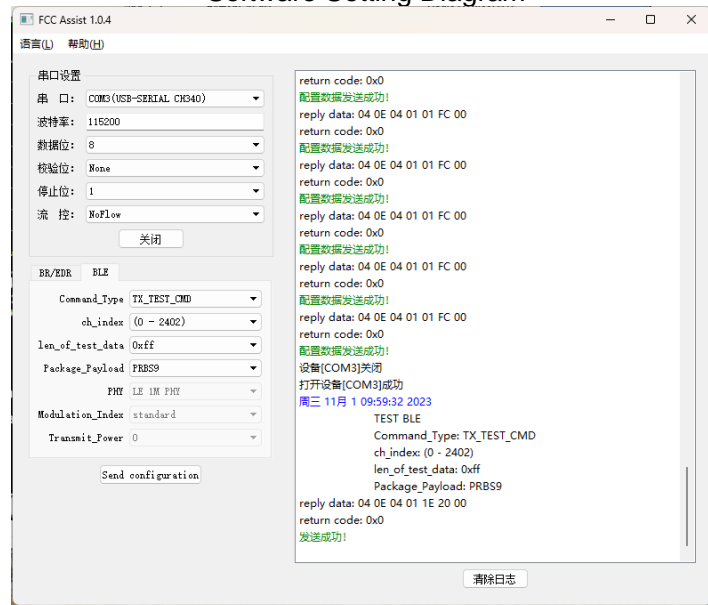 Software Setting Diagram
FCC Assist 1.0.4
语言(L) 帮助(H)
串口设置
串 口: COM3(USB-SERIAL CH340)
波特率: 115200
数据位: 8
校验位: None
停止位: 1
流 控: NoFlow
关闭
BR/EDR BLE
Command_Type TX_TEST_CMD
ch_index (0 - 2402)
len_of_test_data 0xff
Package_Payload PRBS9
PHY LE 1M PHY
Modulation_Index standard
Transmit_Power 0
Send configuration
return code: 0x0
配置数据发送成功!
reply data: 04 0E 04 01 01 FC 00
return code: 0x0
配置数据发送成功!
reply data: 04 0E 04 01 01 FC 00
return code: 0x0
配置数据发送成功!
reply data: 04 0E 04 01 01 FC 00
return code: 0x0
配置数据发送成功!
reply data: 04 0E 04 01 01 FC 00
return code: 0x0
配置数据发送成功!
reply data: 04 0E 04 01 01 FC 00
return code: 0x0
配置数据发送成功!
设备[COM3]关闭
打开设备[COM3]成功
周三 11月 1 09:59:32 2023
TEST BLE
Command_Type: TX_TEST_CMD
ch_index: (0 - 2402)
len_of_test_data: 0xff
Package_Payload: PRBS9
reply data: 04 0E 04 01 1E 20 00
return code: 0x0
发送成功!
清除日志